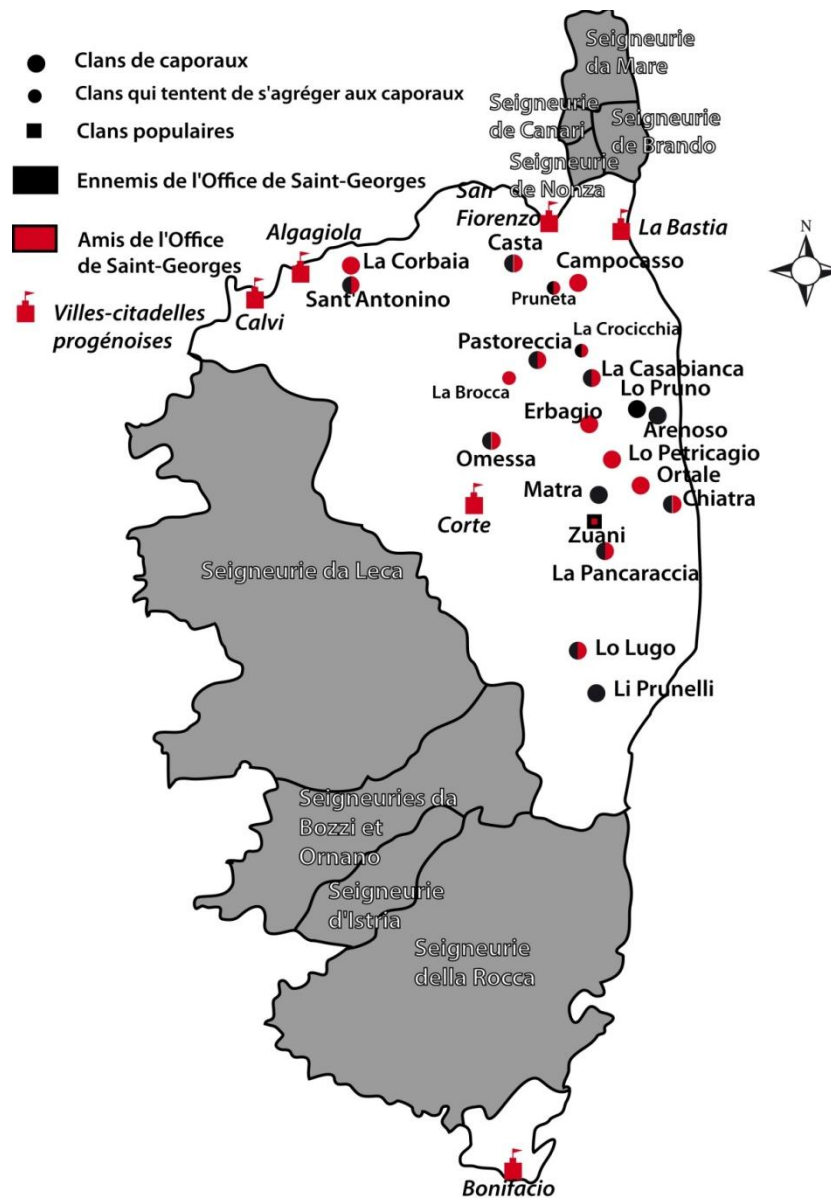 Clans de caporaux
Clans qui tentent de s'agréger aux caporaux
Clans populaires
Ennemis de l'Office de Saint-Georges
Amis de l'Office
de Saint-Georges
Villes-citadelles
progénoises
Seigneurie
da Mare
Seigneurie
de Canari
Seigneurie
de Brando
Seigneurie
de Nonza
San
Fiorenzo
La Bastia
N
Algagiola
La Corbaia
Casta
Campocasso
Sant'Antonino
Calvi
Pruneta
La Crocicchia
Pastoreccia
La Casabianca
La Brocca
Lo Pruno
Erbagio
Arenoso
Omessa
Lo Petricagio
Ortale
Matra
Chiatra
Corte
Zuani
La Pancaraccia
Seigneurie da Leca
Lo Lugo
Li Prunelli
Seigneuries da
Bozzi et
Ornano
Seigneurie
d'Istria
Seigneurie
della Rocca
Bonifacio